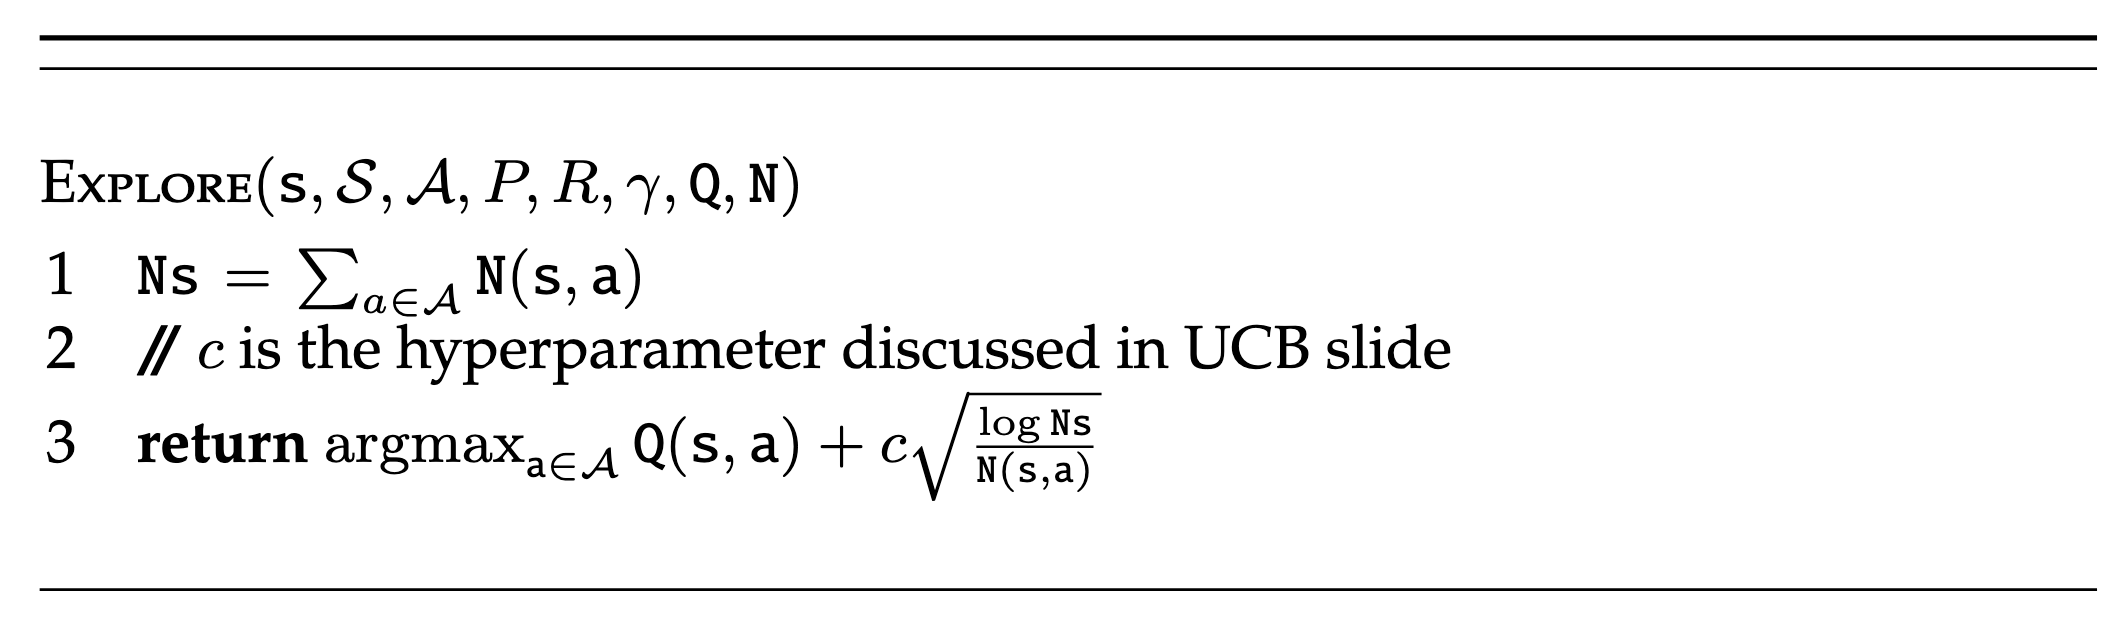 EXPLORE(s, 𝒮, 𝒜, P, R, γ, Q, N)
1 Ns = ∑_{a∈𝒜} N(s, a)
2 // c is the hyperparameter discussed in UCB slide
3 return argmax_{a∈𝒜} Q(s, a) + c√(log Ns / N(s,a))